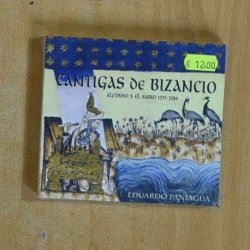 € 12.00
CANTIGAS DE BIZANCIO
ALFONSO X EL SABIO 1221-1284
EDUARDO PANIAGUA